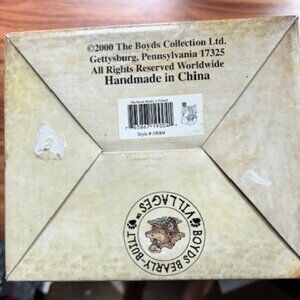 ©2000 The Boyds Collection Ltd.
Gettysburg, Pennsylvania 17325
All Rights Reserved Worldwide
Handmade in China
Style # 19004
BOYDS BEARLY-BUILT VILLAGES